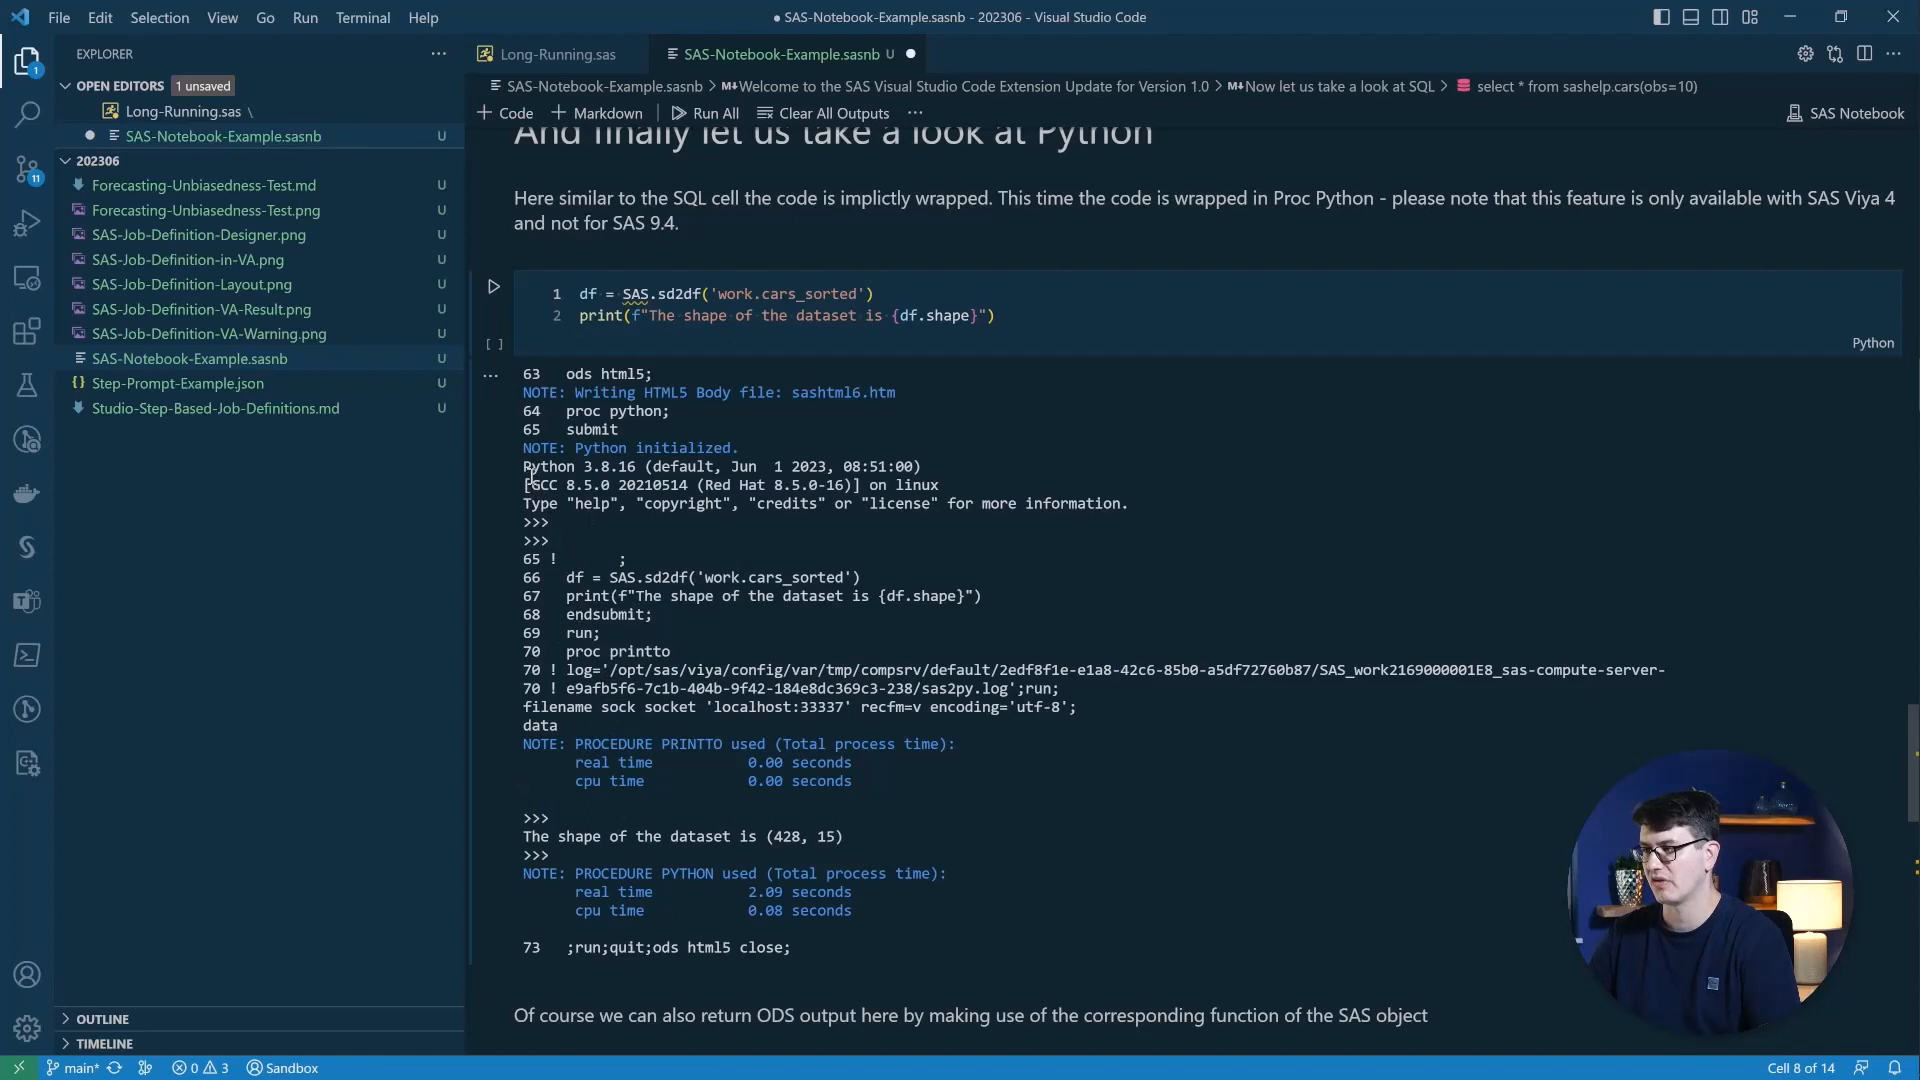 File Edit Selection View Go Run Terminal Help
● SAS-Notebook-Example.sasnb - 202306 - Visual Studio Code
EXPLORER
OPEN EDITORS 1 unsaved
Long-Running.sas \
SAS-Notebook-Example.sasnb U
202306
Forecasting-Unbiasedness-Test.md U
Forecasting-Unbiasedness-Test.png U
SAS-Job-Definition-Designer.png U
SAS-Job-Definition-in-VA.png U
SAS-Job-Definition-Layout.png U
SAS-Job-Definition-VA-Result.png U
SAS-Job-Definition-VA-Warning.png U
SAS-Notebook-Example.sasnb U
Step-Prompt-Example.json U
Studio-Step-Based-Job-Definitions.md U
OUTLINE
TIMELINE
1
11
Long-Running.sas
SAS-Notebook-Example.sasnb U
SAS-Notebook-Example.sasnb > Welcome to the SAS Visual Studio Code Extension Update for Version 1.0 > Now let us take a look at SQL > select * from sashelp.cars(obs=10)
+ Code + Markdown Run All Clear All Outputs ...
SAS Notebook
And finally let us take a look at Python
Here similar to the SQL cell the code is implictly wrapped. This time the code is wrapped in Proc Python - please note that this feature is only available with SAS Viya 4
and not for SAS 9.4.
1 df = SAS.sd2df('work.cars_sorted')
2 print(f"The shape of the dataset is {df.shape}")
[ ]
Python
63 ods html5;
NOTE: Writing HTML5 Body file: sashtml6.htm
64 proc python;
65 submit
NOTE: Python initialized.
Python 3.8.16 (default, Jun 1 2023, 08:51:00)
[GCC 8.5.0 20210514 (Red Hat 8.5.0-16)] on linux
Type "help", "copyright", "credits" or "license" for more information.
>>>
>>>
65 ! ;
66 df = SAS.sd2df('work.cars_sorted')
67 print(f"The shape of the dataset is {df.shape}")
68 endsubmit;
69 run;
70 proc printto
70 ! log='/opt/sas/viya/config/var/tmp/compsrv/default/2edf8f1e-e1a8-42c6-85b0-a5df72760b87/SAS_work2169000001E8_sas-compute-server-
70 ! e9afb5f6-7c1b-404b-9f42-184e8dc369c3-238/sas2py.log';run;
filename sock socket 'localhost:33337' recfm=v encoding='utf-8';
data
NOTE: PROCEDURE PRINTTO used (Total process time):
real time 0.00 seconds
cpu time 0.00 seconds
>>>
The shape of the dataset is (428, 15)
>>>
NOTE: PROCEDURE PYTHON used (Total process time):
real time 2.09 seconds
cpu time 0.08 seconds
73 ;run;quit;ods html5 close;
Of course we can also return ODS output here by making use of the corresponding function of the SAS object
main* 0 3 Sandbox
Cell 8 of 14